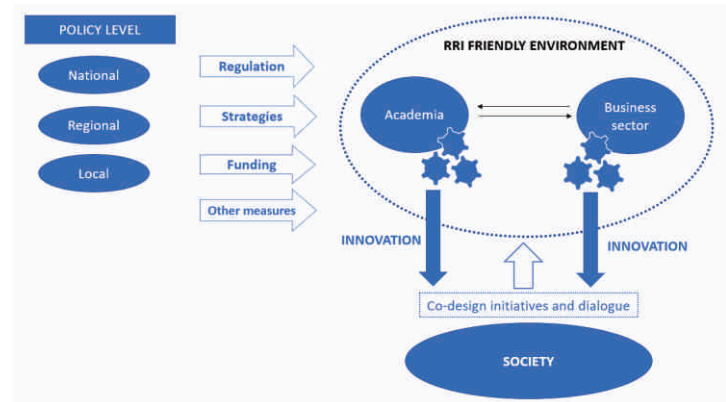 POLICY LEVEL
National
Regional
Local
Regulation
Strategies
Funding
Other measures
RRI FRIENDLY ENVIRONMENT
Academia
Business
sector
INNOVATION
INNOVATION
Co-design initiatives and dialogue
SOCIETY